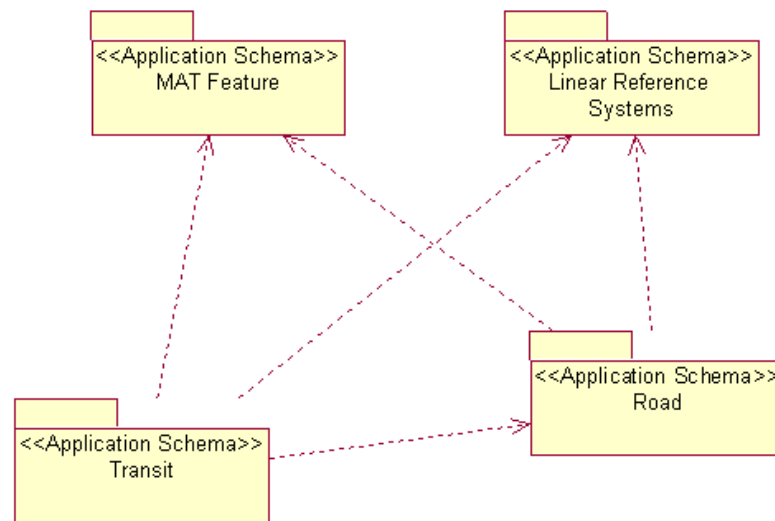 <<Application Schema>>
MAT Feature
<<Application Schema>>
Linear Reference
Systems
<<Application Schema>>
Road
<<Application Schema>>
Transit